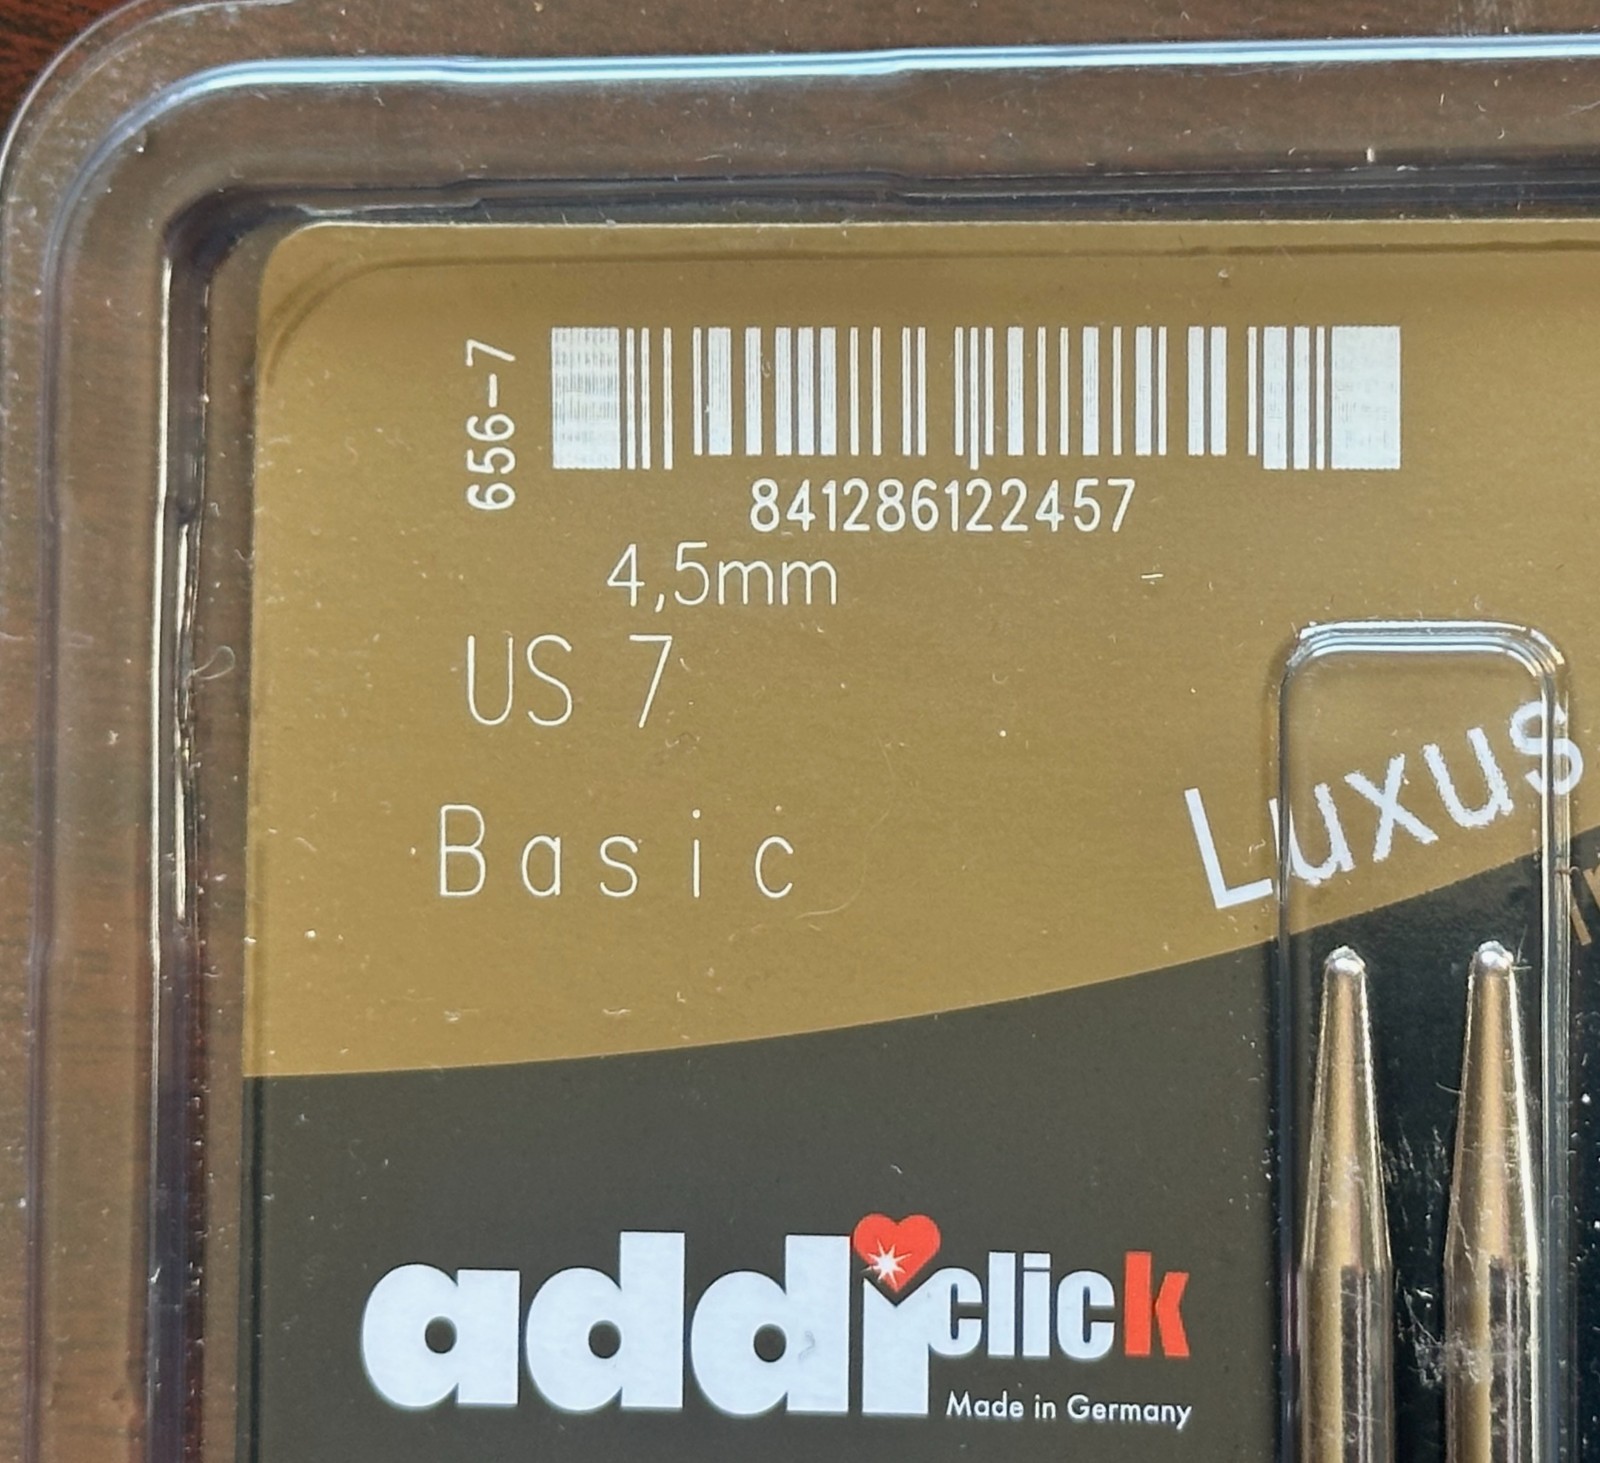 656-7
841286122457
4,5mm
US 7
Basic
Luxus
addi click
Made in Germany